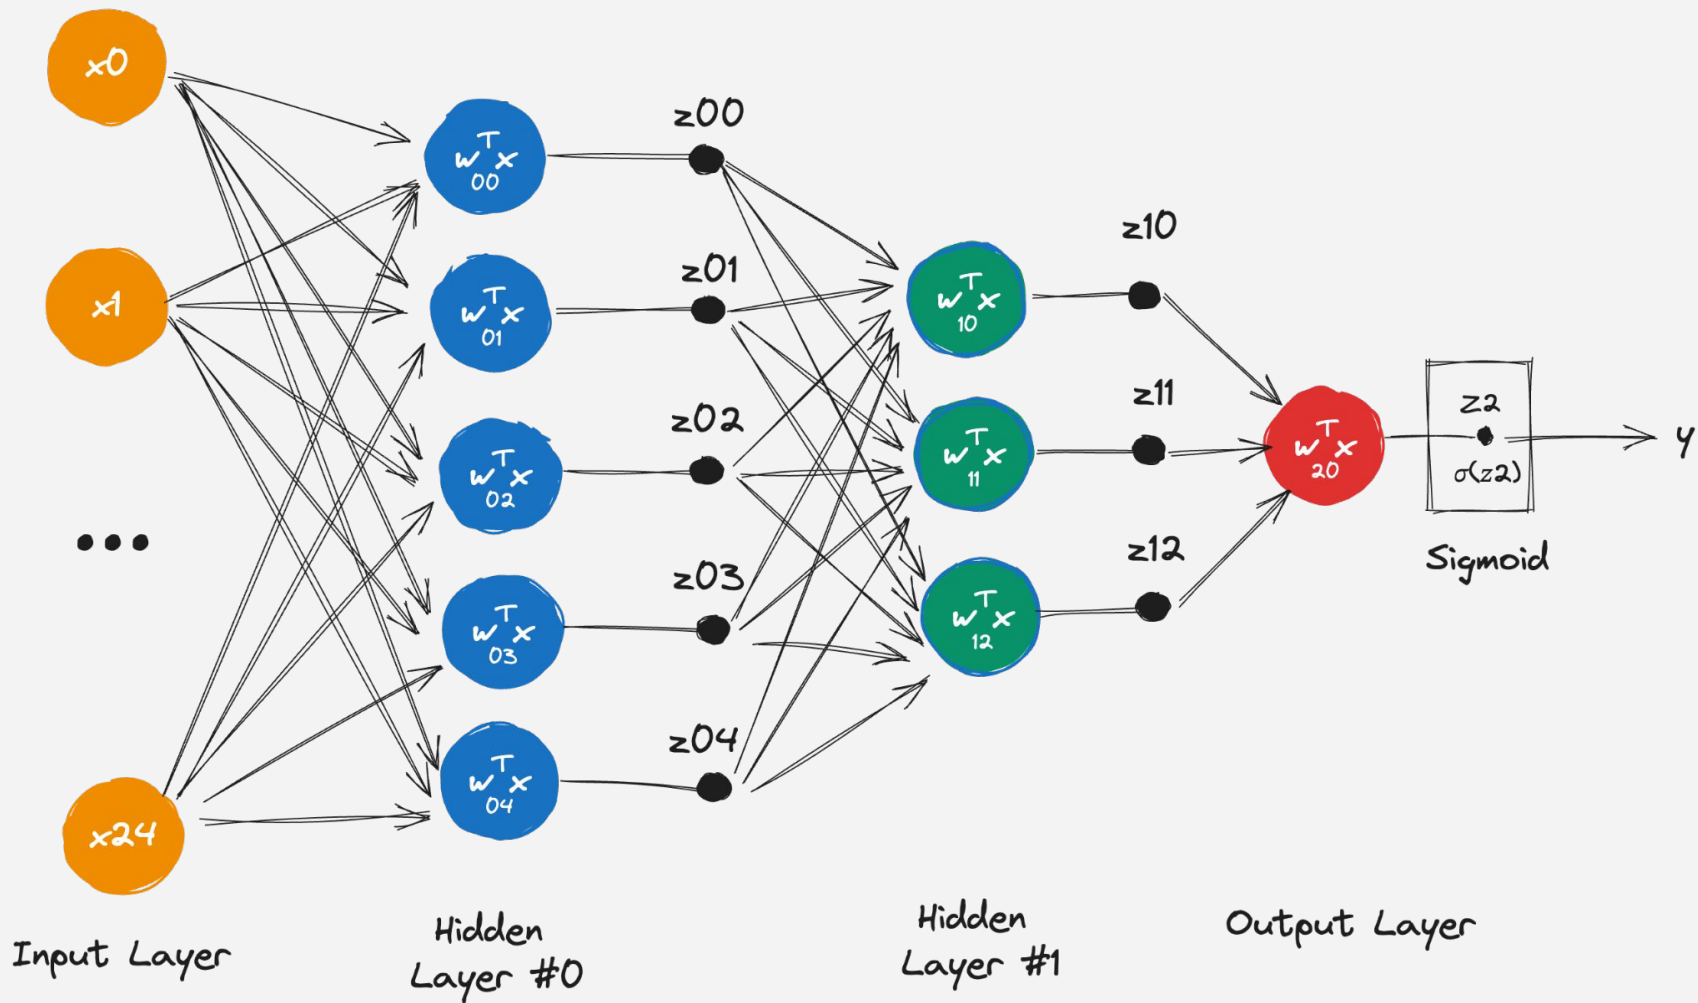 x0
x1
x24
Input Layer
w^T x
00
w^T x
01
w^T x
02
w^T x
03
w^T x
04
Hidden
Layer #0
z00
z01
z02
z03
z04
w^T x
10
w^T x
11
w^T x
12
Hidden
Layer #1
z10
z11
z12
w^T x
20
Output Layer
z2
σ(z2)
Sigmoid
y